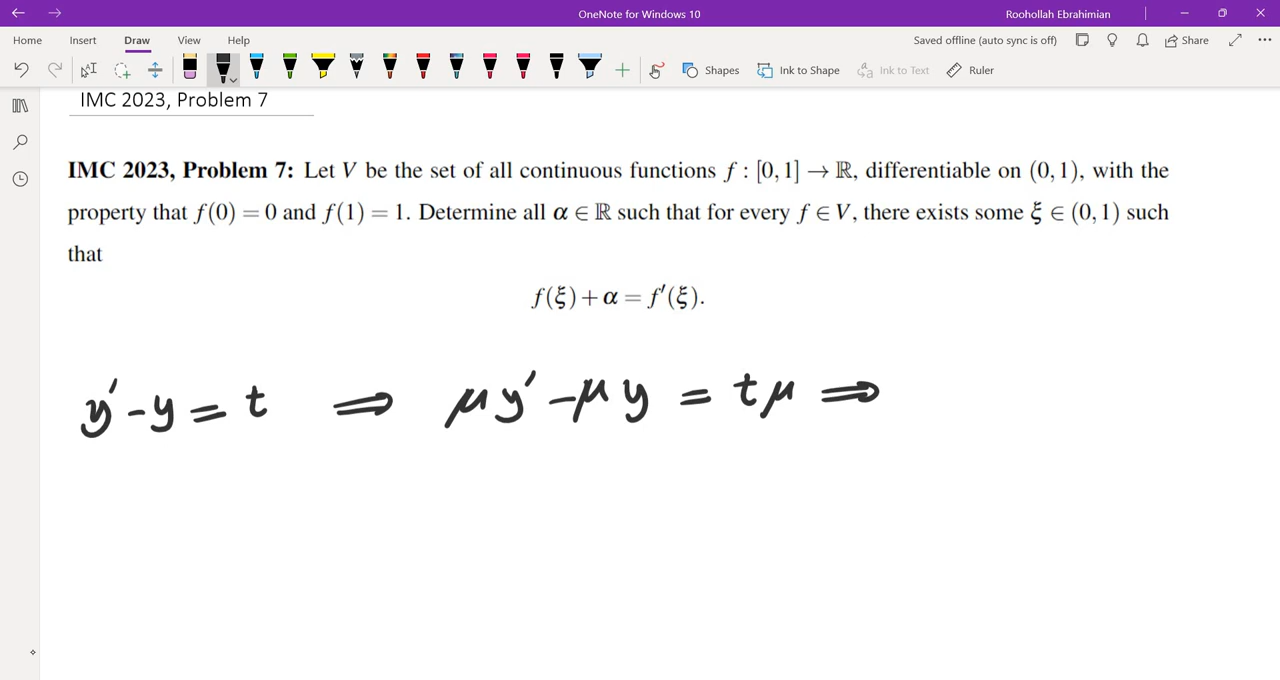 OneNote for Windows 10
Roohollah Ebrahimian
Home Insert Draw View Help
Saved offline (auto sync is off)
Share
Shapes
Ink to Shape
Ink to Text
Ruler
IMC 2023, Problem 7
IMC 2023, Problem 7: Let V be the set of all continuous functions f : [0,1] → ℝ, differentiable on (0,1), with the
property that f(0) = 0 and f(1) = 1. Determine all α ∈ ℝ such that for every f ∈ V, there exists some ξ ∈ (0,1) such
that
f(ξ) + α = f′(ξ).
y′ - y = t ⟹ μy′ - μy = tμ ⟹